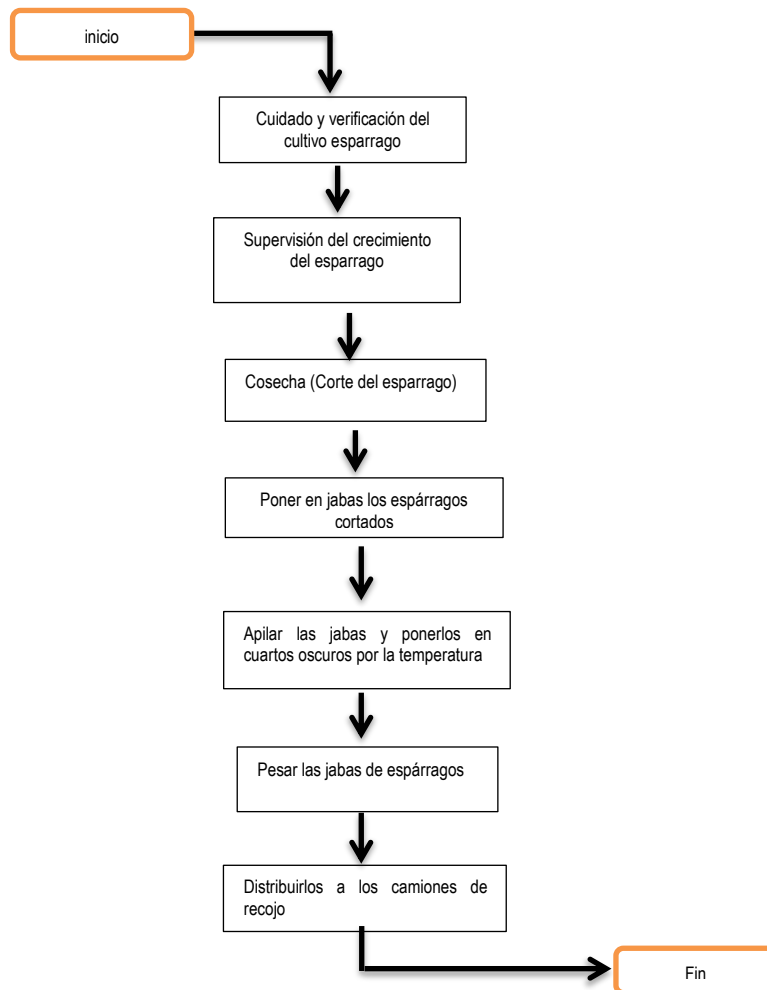 inicio
Cuidado y verificación del
cultivo esparrago
Supervisión del crecimiento
del esparrago
Cosecha (Corte del esparrago)
Poner en jabas los espárragos
cortados
Apilar las jabas y ponerlos en
cuartos oscuros por la temperatura
Pesar las jabas de espárragos
Distribuirlos a los camiones de
recojo
Fin